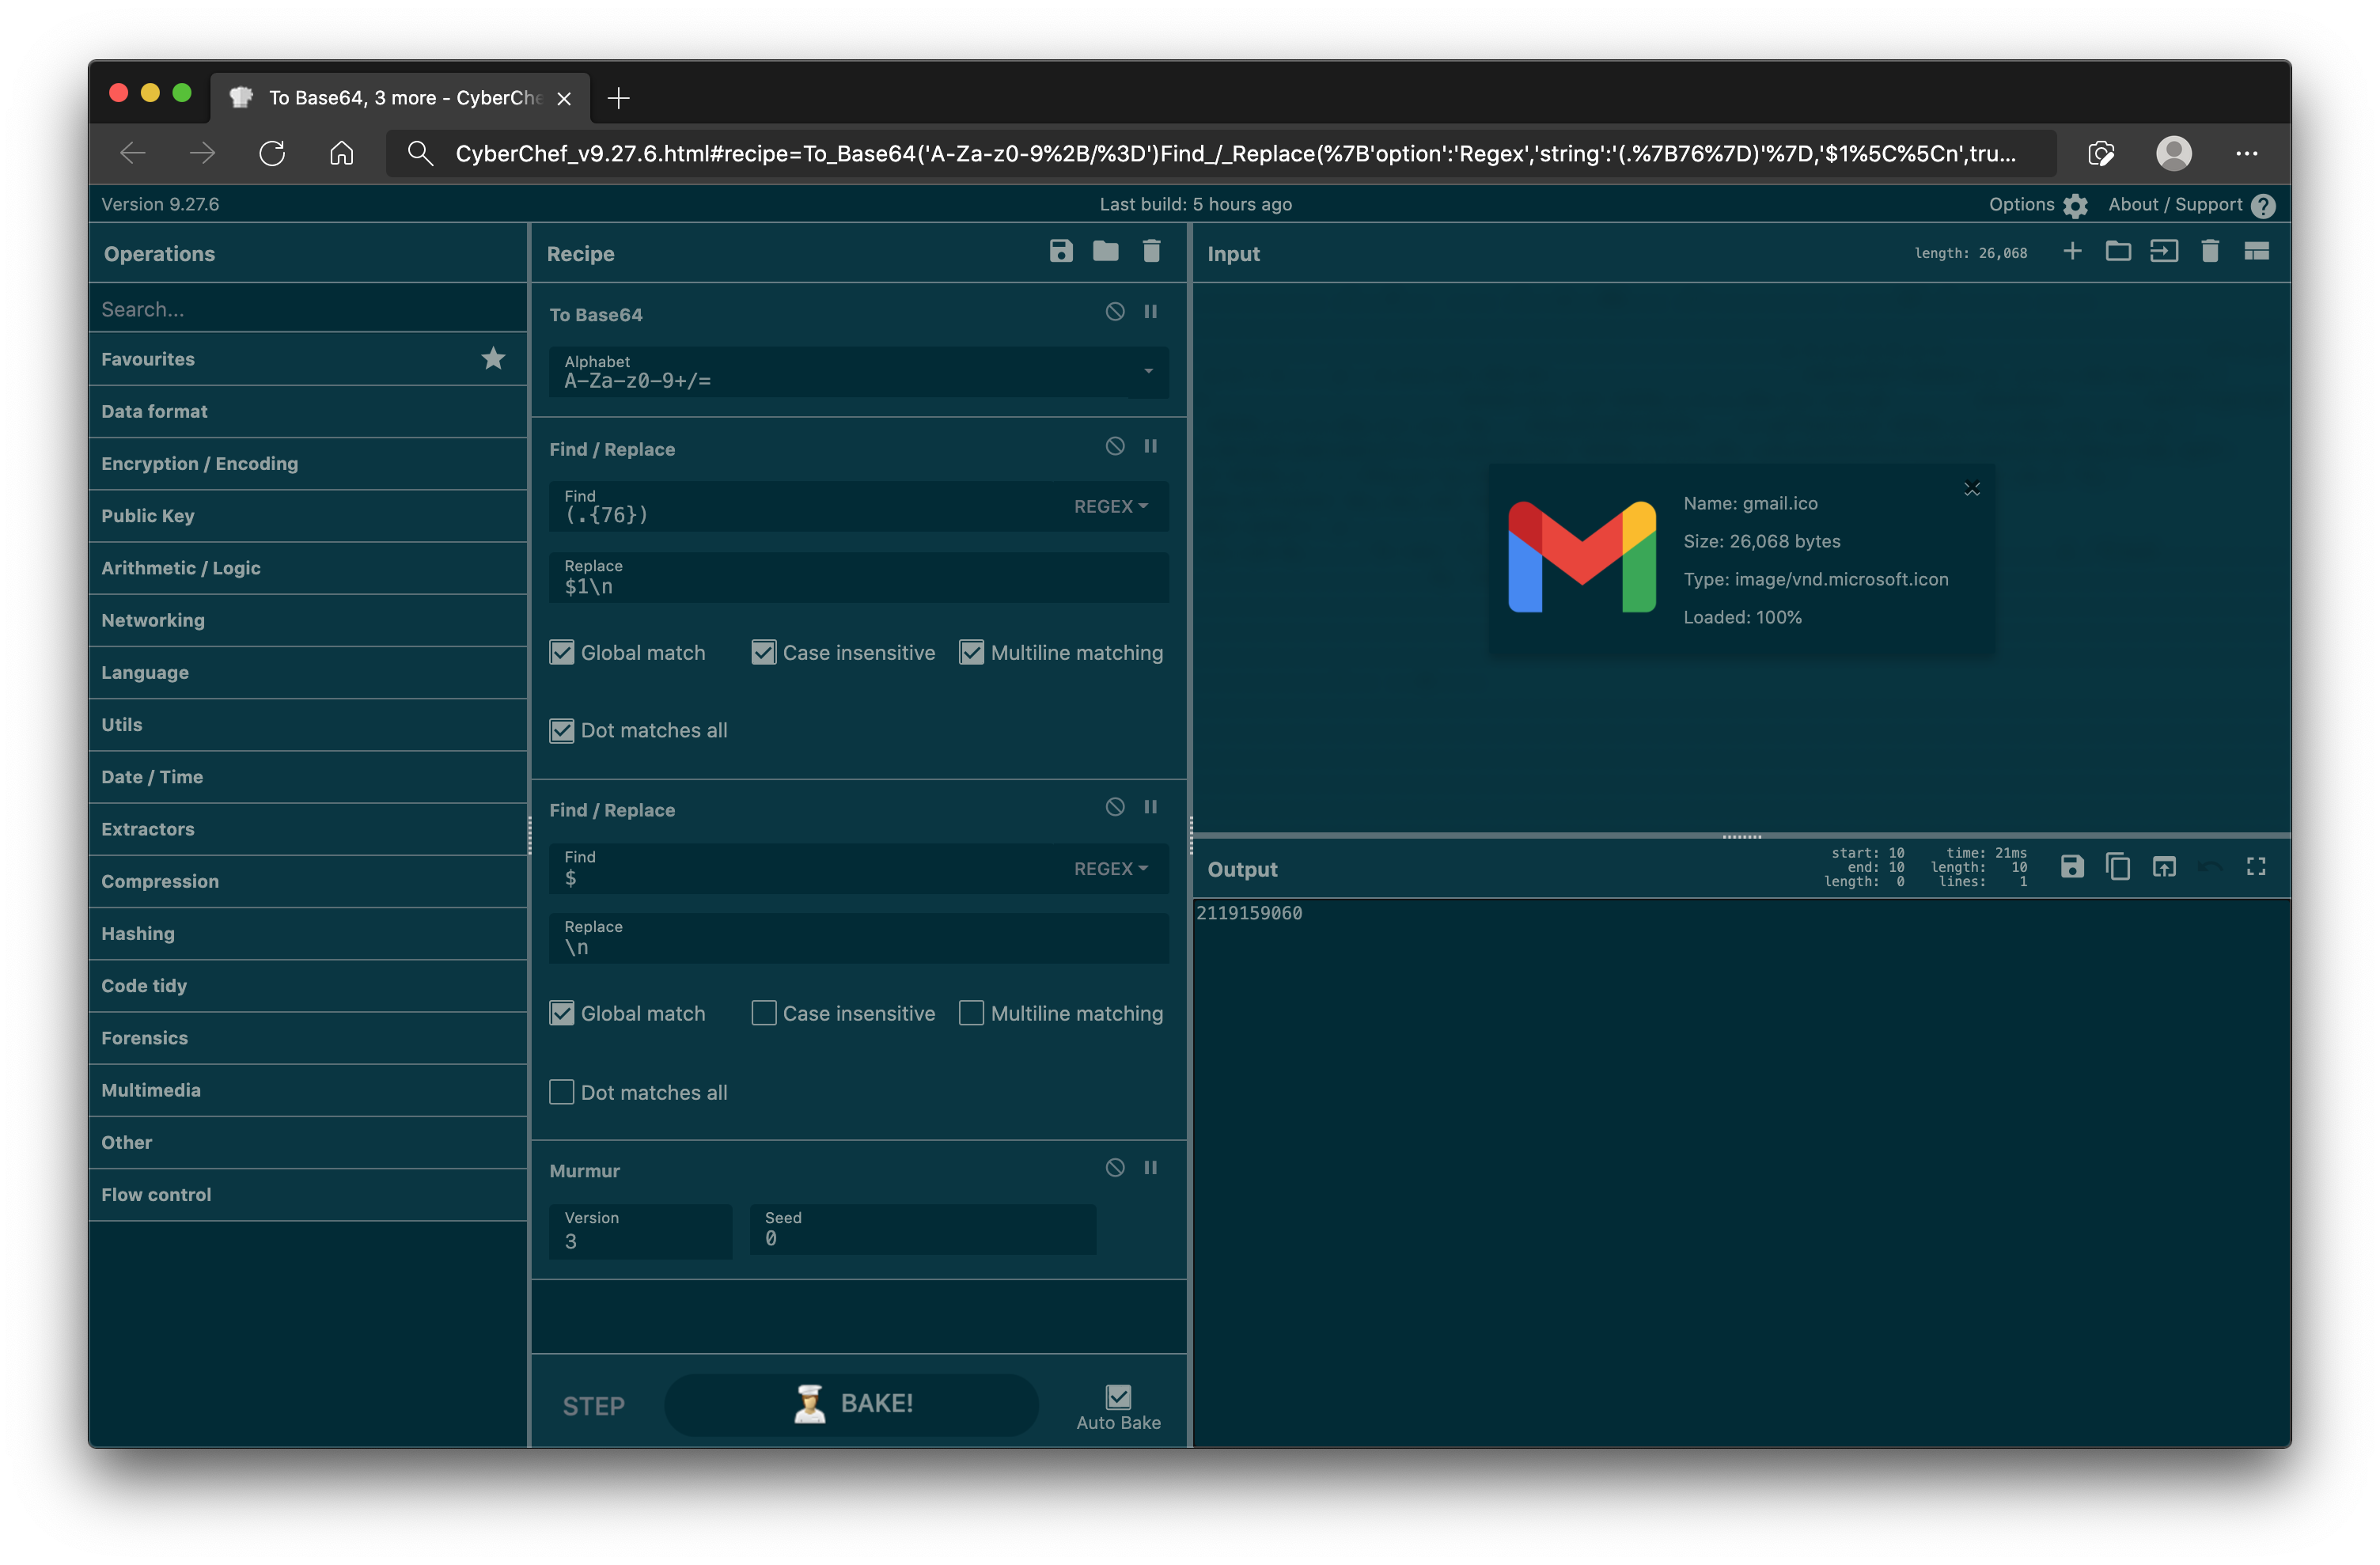 To Base64, 3 more - CyberChe
CyberChef_v9.27.6.html#recipe=To_Base64('A-Za-z0-9%2B/%3D')Find_/_Replace(%7B'option':'Regex','string':'(.%7B76%7D)'%7D,'$1%5C%5Cn',tru...
Version 9.27.6
Last build: 5 hours ago
Options
About / Support
Operations
Search...
Favourites
Data format
Encryption / Encoding
Public Key
Arithmetic / Logic
Networking
Language
Utils
Date / Time
Extractors
Compression
Hashing
Code tidy
Forensics
Multimedia
Other
Flow control
Recipe
To Base64
Alphabet
A-Za-z0-9+/=
Find / Replace
Find
(.{76})
REGEX
Replace
$1\n
Global match
Case insensitive
Multiline matching
Dot matches all
Find / Replace
Find
$
REGEX
Replace
\n
Global match
Case insensitive
Multiline matching
Dot matches all
Murmur
Version
3
Seed
0
STEP
BAKE!
Auto Bake
Input
length: 26,068
Name: gmail.ico
Size: 26,068 bytes
Type: image/vnd.microsoft.icon
Loaded: 100%
Output
start: 10 time: 21ms
end: 10 length: 10
length: 0 lines: 1
2119159060